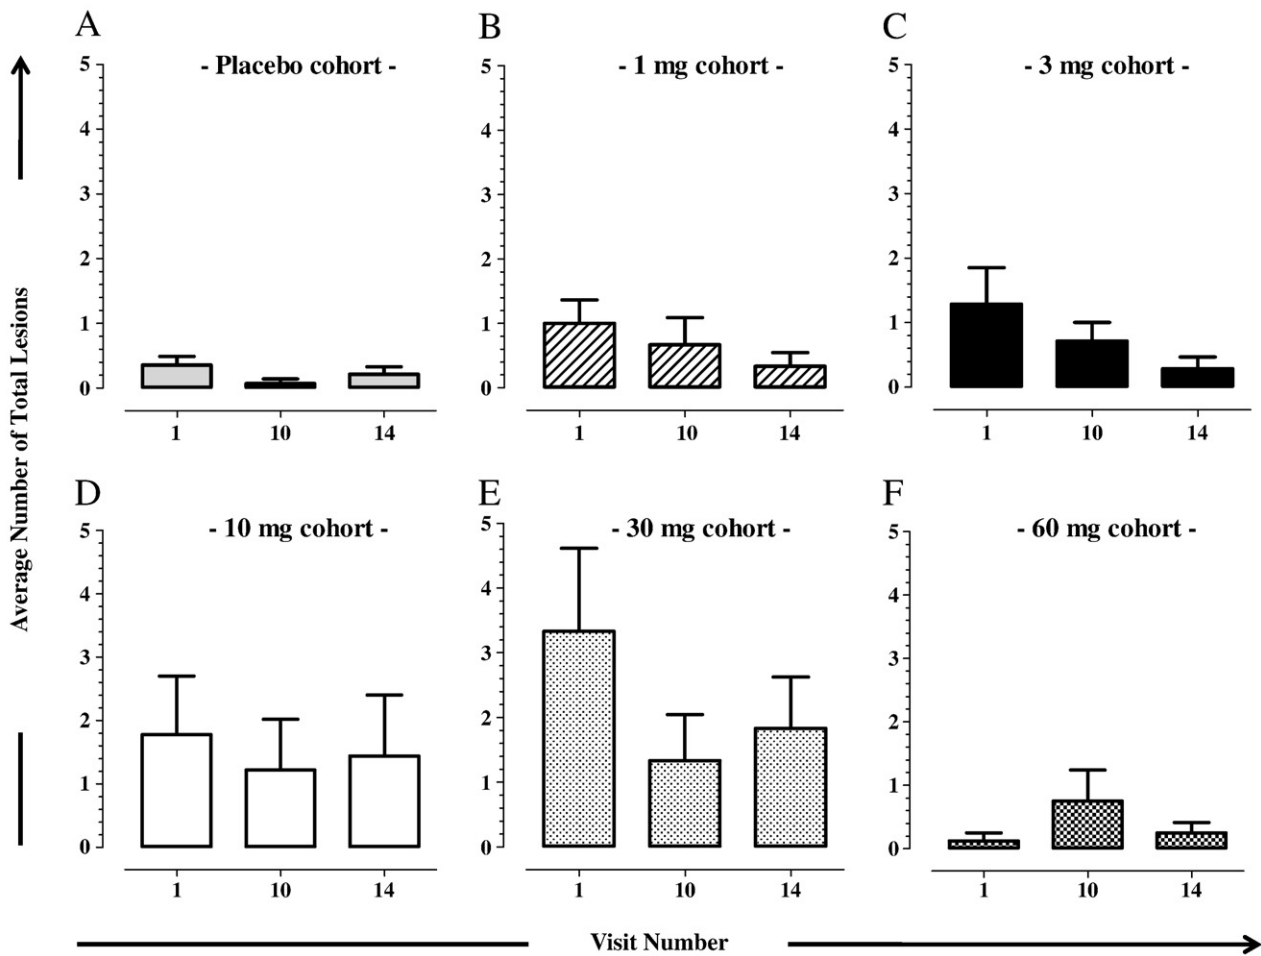 A
- Placebo cohort -
5
4
3
2
1
0
1 10 14
B
- 1 mg cohort -
5
4
3
2
1
0
1 10 14
C
- 3 mg cohort -
5
4
3
2
1
0
1 10 14
Average Number of Total Lesions
D
- 10 mg cohort -
5
4
3
2
1
0
1 10 14
E
- 30 mg cohort -
5
4
3
2
1
0
1 10 14
F
- 60 mg cohort -
5
4
3
2
1
0
1 10 14
Visit Number